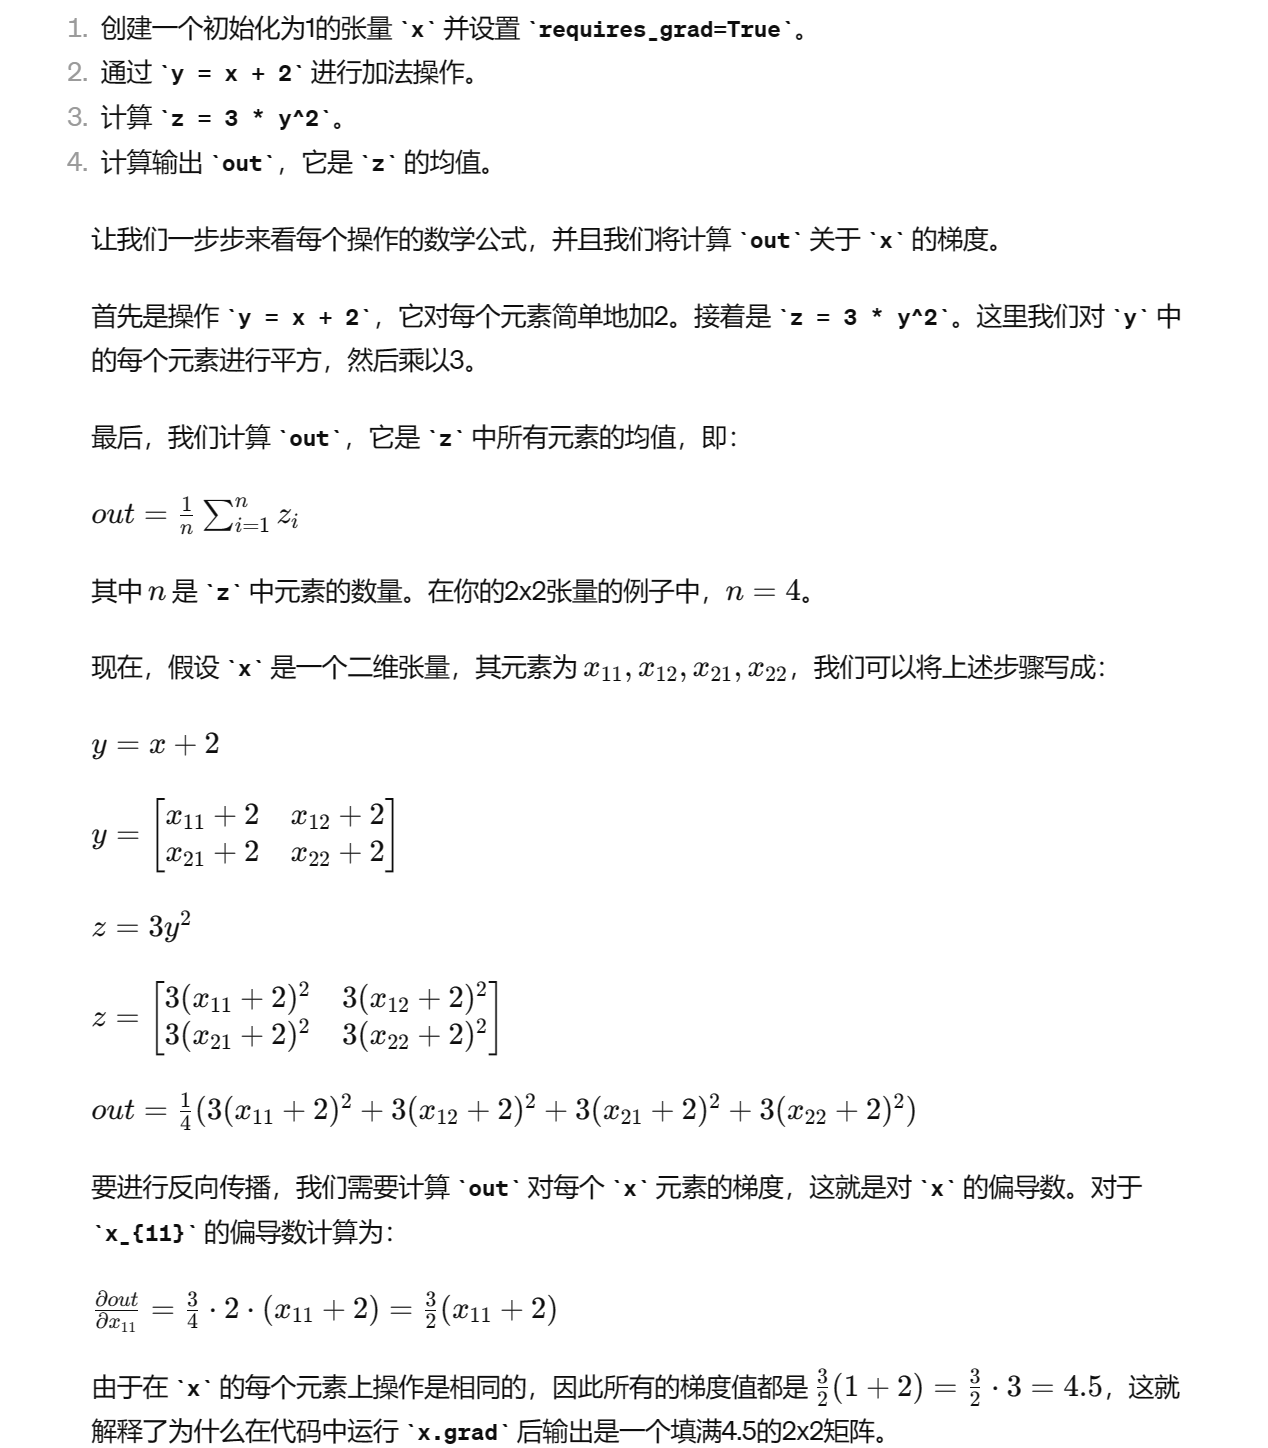 1. 创建一个初始化为1的张量 `x` 并设置 `requires_grad=True`。
2. 通过 `y = x + 2` 进行加法操作。
3. 计算 `z = 3 * y^2`。
4. 计算输出 `out`，它是 `z` 的均值。
让我们一步步来看每个操作的数学公式，并且我们将计算 `out` 关于 `x` 的梯度。
首先是操作 `y = x + 2`，它对每个元素简单地加2。接着是 `z = 3 * y^2`。这里我们对 `y` 中
的每个元素进行平方，然后乘以3。
最后，我们计算 `out`，它是 `z` 中所有元素的均值，即：
$out = \frac{1}{n} \sum_{i=1}^{n} z_i$
其中 $n$ 是 `z` 中元素的数量。在你的2x2张量的例子中，$n = 4$。
现在，假设 `x` 是一个二维张量，其元素为 $x_{11}, x_{12}, x_{21}, x_{22}$，我们可以将上述步骤写成：
$y = x + 2$
$y = \begin{bmatrix} x_{11} + 2 & x_{12} + 2 \\ x_{21} + 2 & x_{22} + 2 \end{bmatrix}$
$z = 3y^2$
$z = \begin{bmatrix} 3(x_{11} + 2)^2 & 3(x_{12} + 2)^2 \\ 3(x_{21} + 2)^2 & 3(x_{22} + 2)^2 \end{bmatrix}$
$out = \frac{1}{4}(3(x_{11} + 2)^2 + 3(x_{12} + 2)^2 + 3(x_{21} + 2)^2 + 3(x_{22} + 2)^2)$
要进行反向传播，我们需要计算 `out` 对每个 `x` 元素的梯度，这就是对 `x` 的偏导数。对于
`x_{11}` 的偏导数计算为：
$\frac{\partial out}{\partial x_{11}} = \frac{3}{4} \cdot 2 \cdot (x_{11} + 2) = \frac{3}{2}(x_{11} + 2)$
由于在 `x` 的每个元素上操作是相同的，因此所有的梯度值都是 $\frac{3}{2}(1 + 2) = \frac{3}{2} \cdot 3 = 4.5$，这就
解释了为什么在代码中运行 `x.grad` 后输出是一个填满4.5的2x2矩阵。